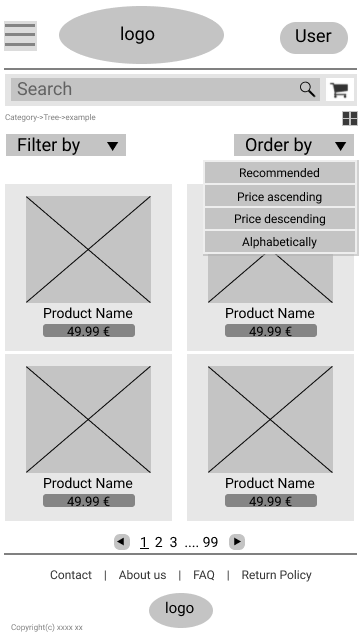 logo
User
Search
Category->Tree->example
Filter by
Order by
Recommended
Price ascending
Price descending
Alphabetically
Product Name
49.99 €
Product Name
49.99 €
Product Name
49.99 €
Product Name
49.99 €
1 2 3 .... 99
Contact | About us | FAQ | Return Policy
logo
Copyright(c) xxxx xx